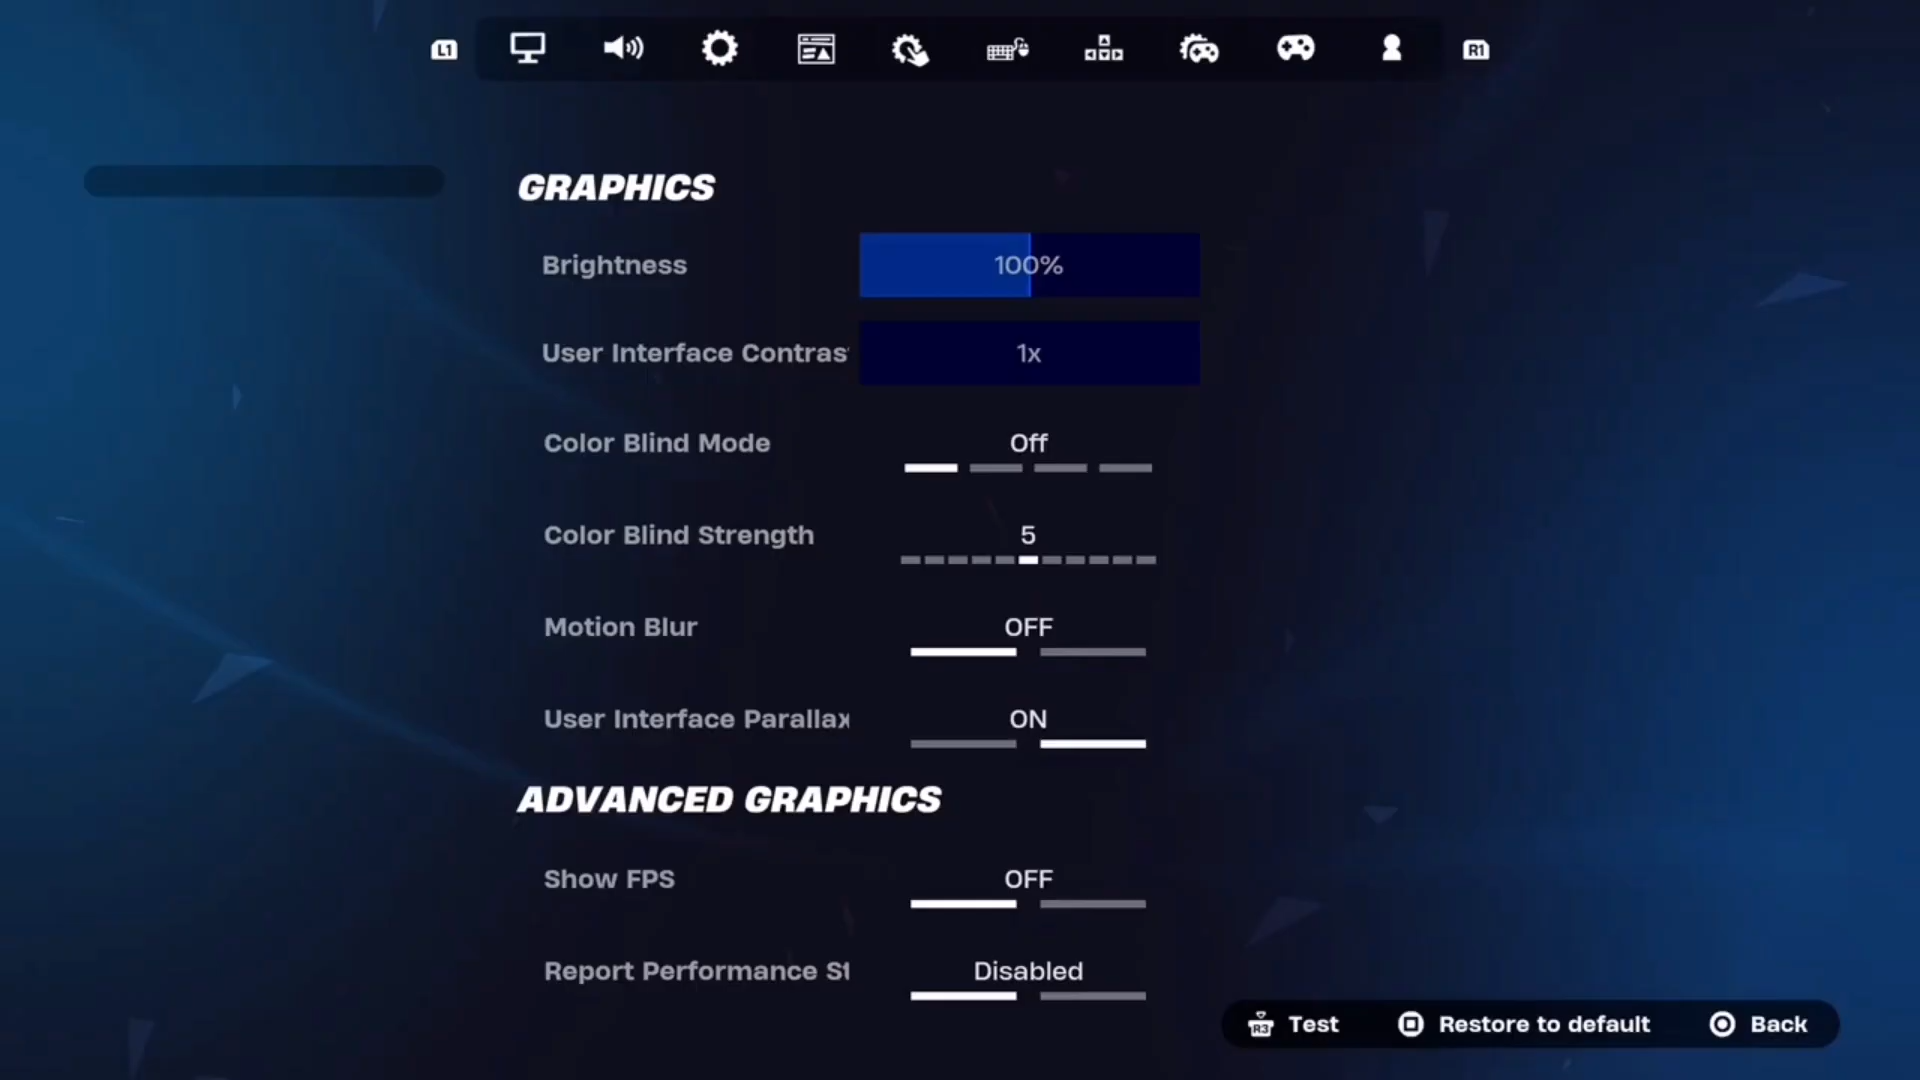 L1
R1
GRAPHICS
Brightness 100%
User Interface Contras 1x
Color Blind Mode Off
Color Blind Strength 5
Motion Blur OFF
User Interface Parallax ON
ADVANCED GRAPHICS
Show FPS OFF
Report Performance St Disabled
R3 Test Restore to default Back